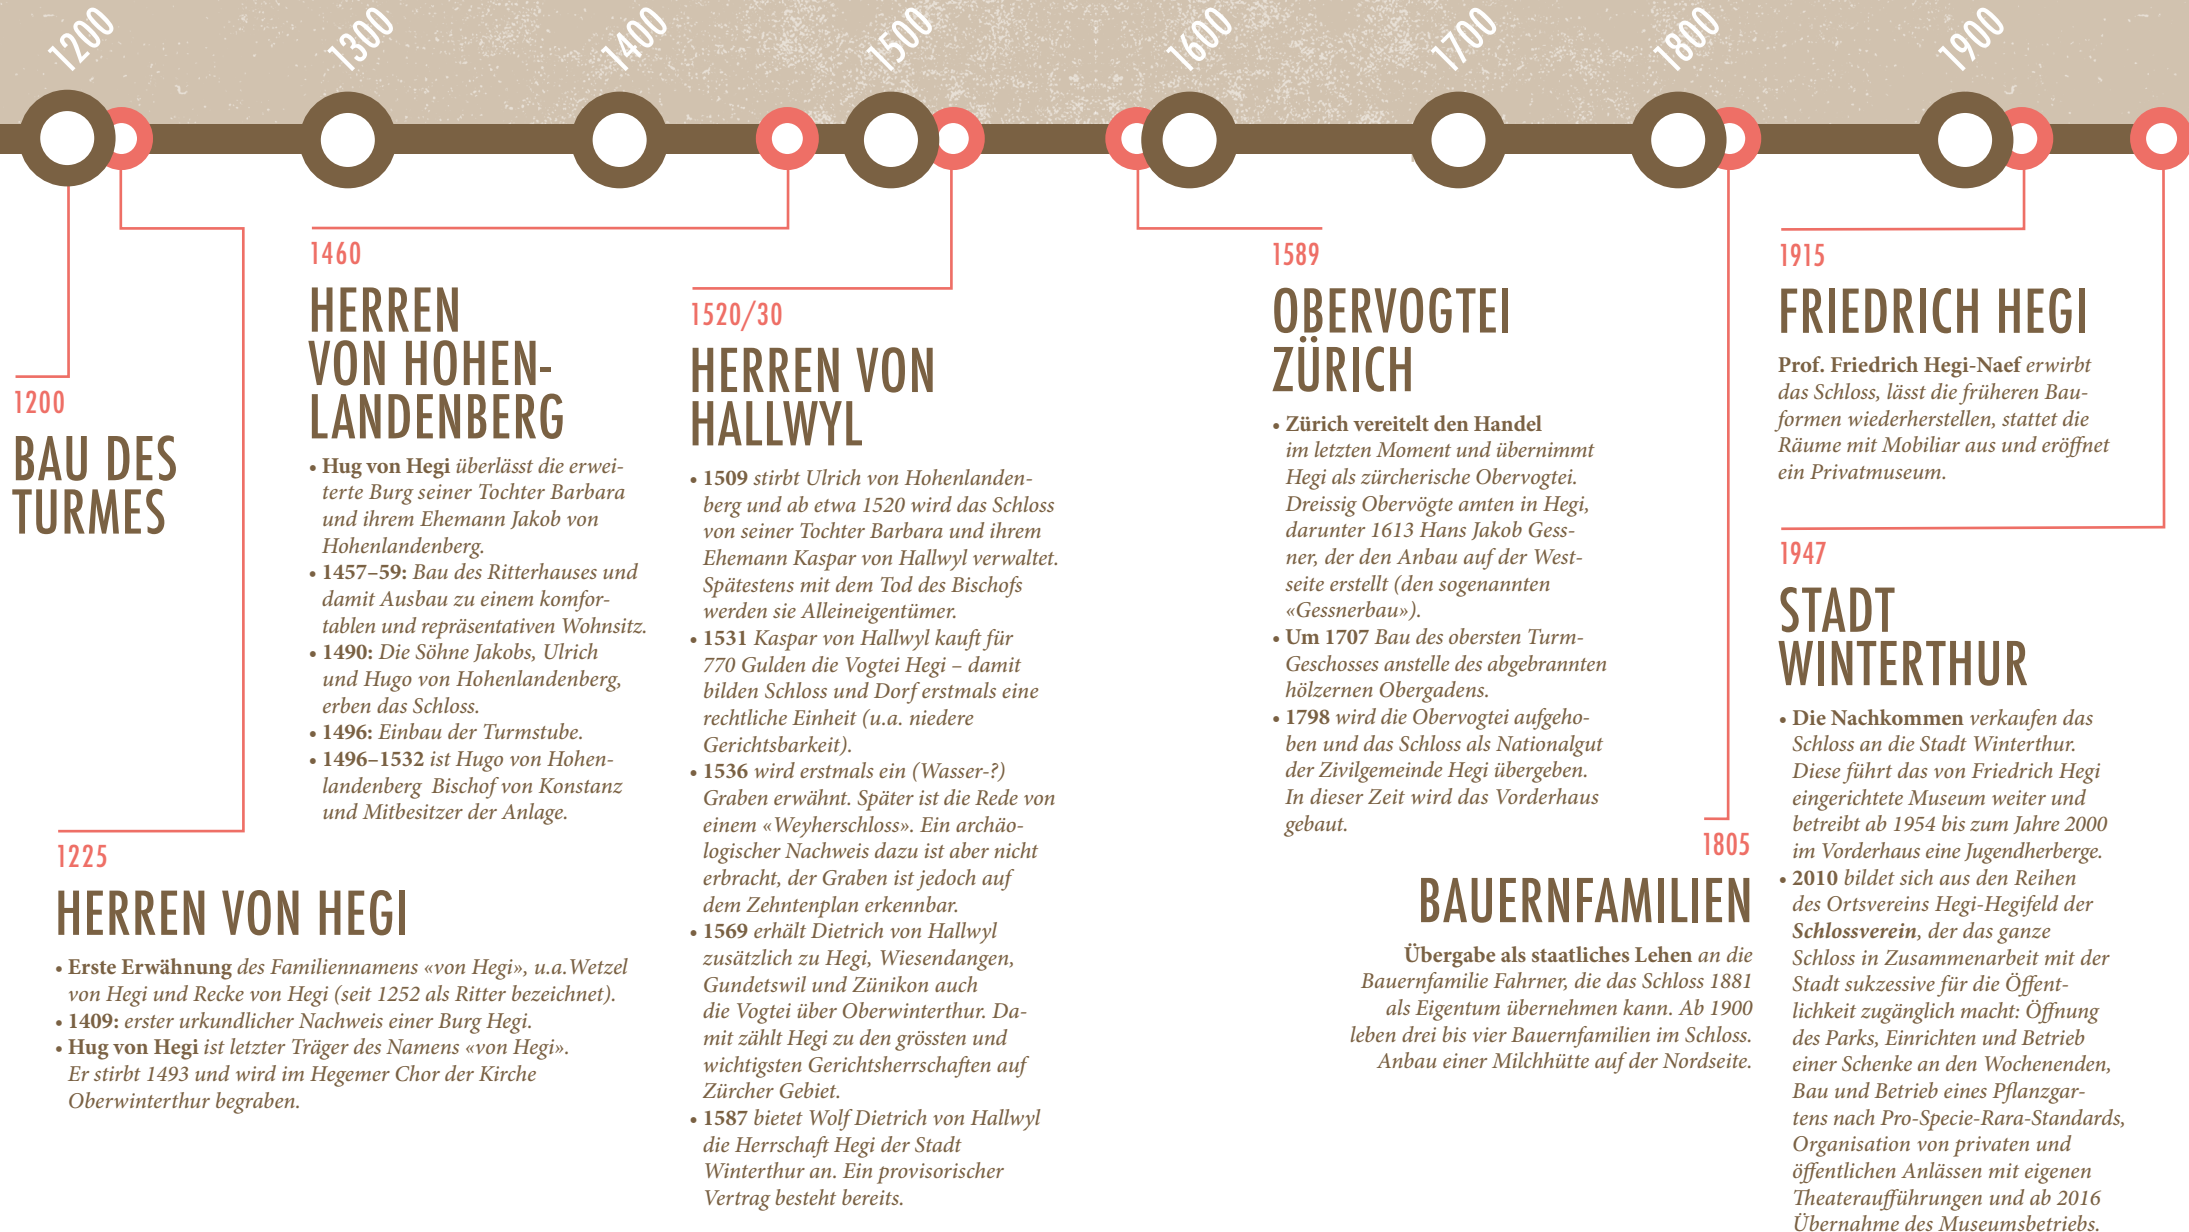 1200
1300
1400
1500
1600
1700
1800
1900
1200
BAU DES
TURMES
1225
HERREN VON HEGI
• Erste Erwähnung des Familiennamens «von Hegi», u.a.Wetzel
von Hegi und Recke von Hegi (seit 1252 als Ritter bezeichnet).
• 1409: erster urkundlicher Nachweis einer Burg Hegi.
• Hug von Hegi ist letzter Träger des Namens «von Hegi».
Er stirbt 1493 und wird im Hegemer Chor der Kirche
Oberwinterthur begraben.
1460
HERREN
VON HOHEN-
LANDENBERG
• Hug von Hegi überlässt die erwei-
terte Burg seiner Tochter Barbara
und ihrem Ehemann Jakob von
Hohenlandenberg.
• 1457–59: Bau des Ritterhauses und
damit Ausbau zu einem komfor-
tablen und repräsentativen Wohnsitz.
• 1490: Die Söhne Jakobs, Ulrich
und Hugo von Hohenlandenberg,
erben das Schloss.
• 1496: Einbau der Turmstube.
• 1496–1532 ist Hugo von Hohen-
landenberg Bischof von Konstanz
und Mitbesitzer der Anlage.
1520/30
HERREN VON
HALLWYL
• 1509 stirbt Ulrich von Hohenlanden-
berg und ab etwa 1520 wird das Schloss
von seiner Tochter Barbara und ihrem
Ehemann Kaspar von Hallwyl verwaltet.
Spätestens mit dem Tod des Bischofs
werden sie Alleineigentümer.
• 1531 Kaspar von Hallwyl kauft für
770 Gulden die Vogtei Hegi – damit
bilden Schloss und Dorf erstmals eine
rechtliche Einheit (u.a. niedere
Gerichtsbarkeit).
• 1536 wird erstmals ein (Wasser-?)
Graben erwähnt. Später ist die Rede von
einem «Weyherschloss». Ein archäo-
logischer Nachweis dazu ist aber nicht
erbracht, der Graben ist jedoch auf
dem Zehntenplan erkennbar.
• 1569 erhält Dietrich von Hallwyl
zusätzlich zu Hegi, Wiesendangen,
Gundetswil und Zünikon auch
die Vogtei über Oberwinterthur. Da-
mit zählt Hegi zu den grössten und
wichtigsten Gerichtsherrschaften auf
Zürcher Gebiet.
• 1587 bietet Wolf Dietrich von Hallwyl
die Herrschaft Hegi der Stadt
Winterthur an. Ein provisorischer
Vertrag besteht bereits.
1589
OBERVOGTEI
ZÜRICH
• Zürich vereitelt den Handel
im letzten Moment und übernimmt
Hegi als zürcherische Obervogtei.
Dreissig Obervögte amten in Hegi,
darunter 1613 Hans Jakob Gess-
ner, der den Anbau auf der West-
seite erstellt (den sogenannten
«Gessnerbau»).
• Um 1707 Bau des obersten Turm-
Geschosses anstelle des abgebrannten
hölzernen Obergadens.
• 1798 wird die Obervogtei aufgeho-
ben und das Schloss als Nationalgut
der Zivilgemeinde Hegi übergeben.
In dieser Zeit wird das Vorderhaus
gebaut.
1805
BAUERNFAMILIEN
Übergabe als staatliches Lehen an die
Bauernfamilie Fahrner, die das Schloss 1881
als Eigentum übernehmen kann. Ab 1900
leben drei bis vier Bauernfamilien im Schloss.
Anbau einer Milchhütte auf der Nordseite.
1915
FRIEDRICH HEGI
Prof. Friedrich Hegi-Naef erwirbt
das Schloss, lässt die früheren Bau-
formen wiederherstellen, stattet die
Räume mit Mobiliar aus und eröffnet
ein Privatmuseum.
1947
STADT
WINTERTHUR
• Die Nachkommen verkaufen das
Schloss an die Stadt Winterthur.
Diese führt das von Friedrich Hegi
eingerichtete Museum weiter und
betreibt ab 1954 bis zum Jahre 2000
im Vorderhaus eine Jugendherberge.
• 2010 bildet sich aus den Reihen
des Ortsvereins Hegi-Hegifeld der
Schlossverein, der das ganze
Schloss in Zusammenarbeit mit der
Stadt sukzessive für die Öffent-
lichkeit zugänglich macht: Öffnung
des Parks, Einrichten und Betrieb
einer Schenke an den Wochenenden,
Bau und Betrieb eines Pflanzgar-
tens nach Pro-Specie-Rara-Standards,
Organisation von privaten und
öffentlichen Anlässen mit eigenen
Theateraufführungen und ab 2016
Übernahme des Museumsbetriebs.